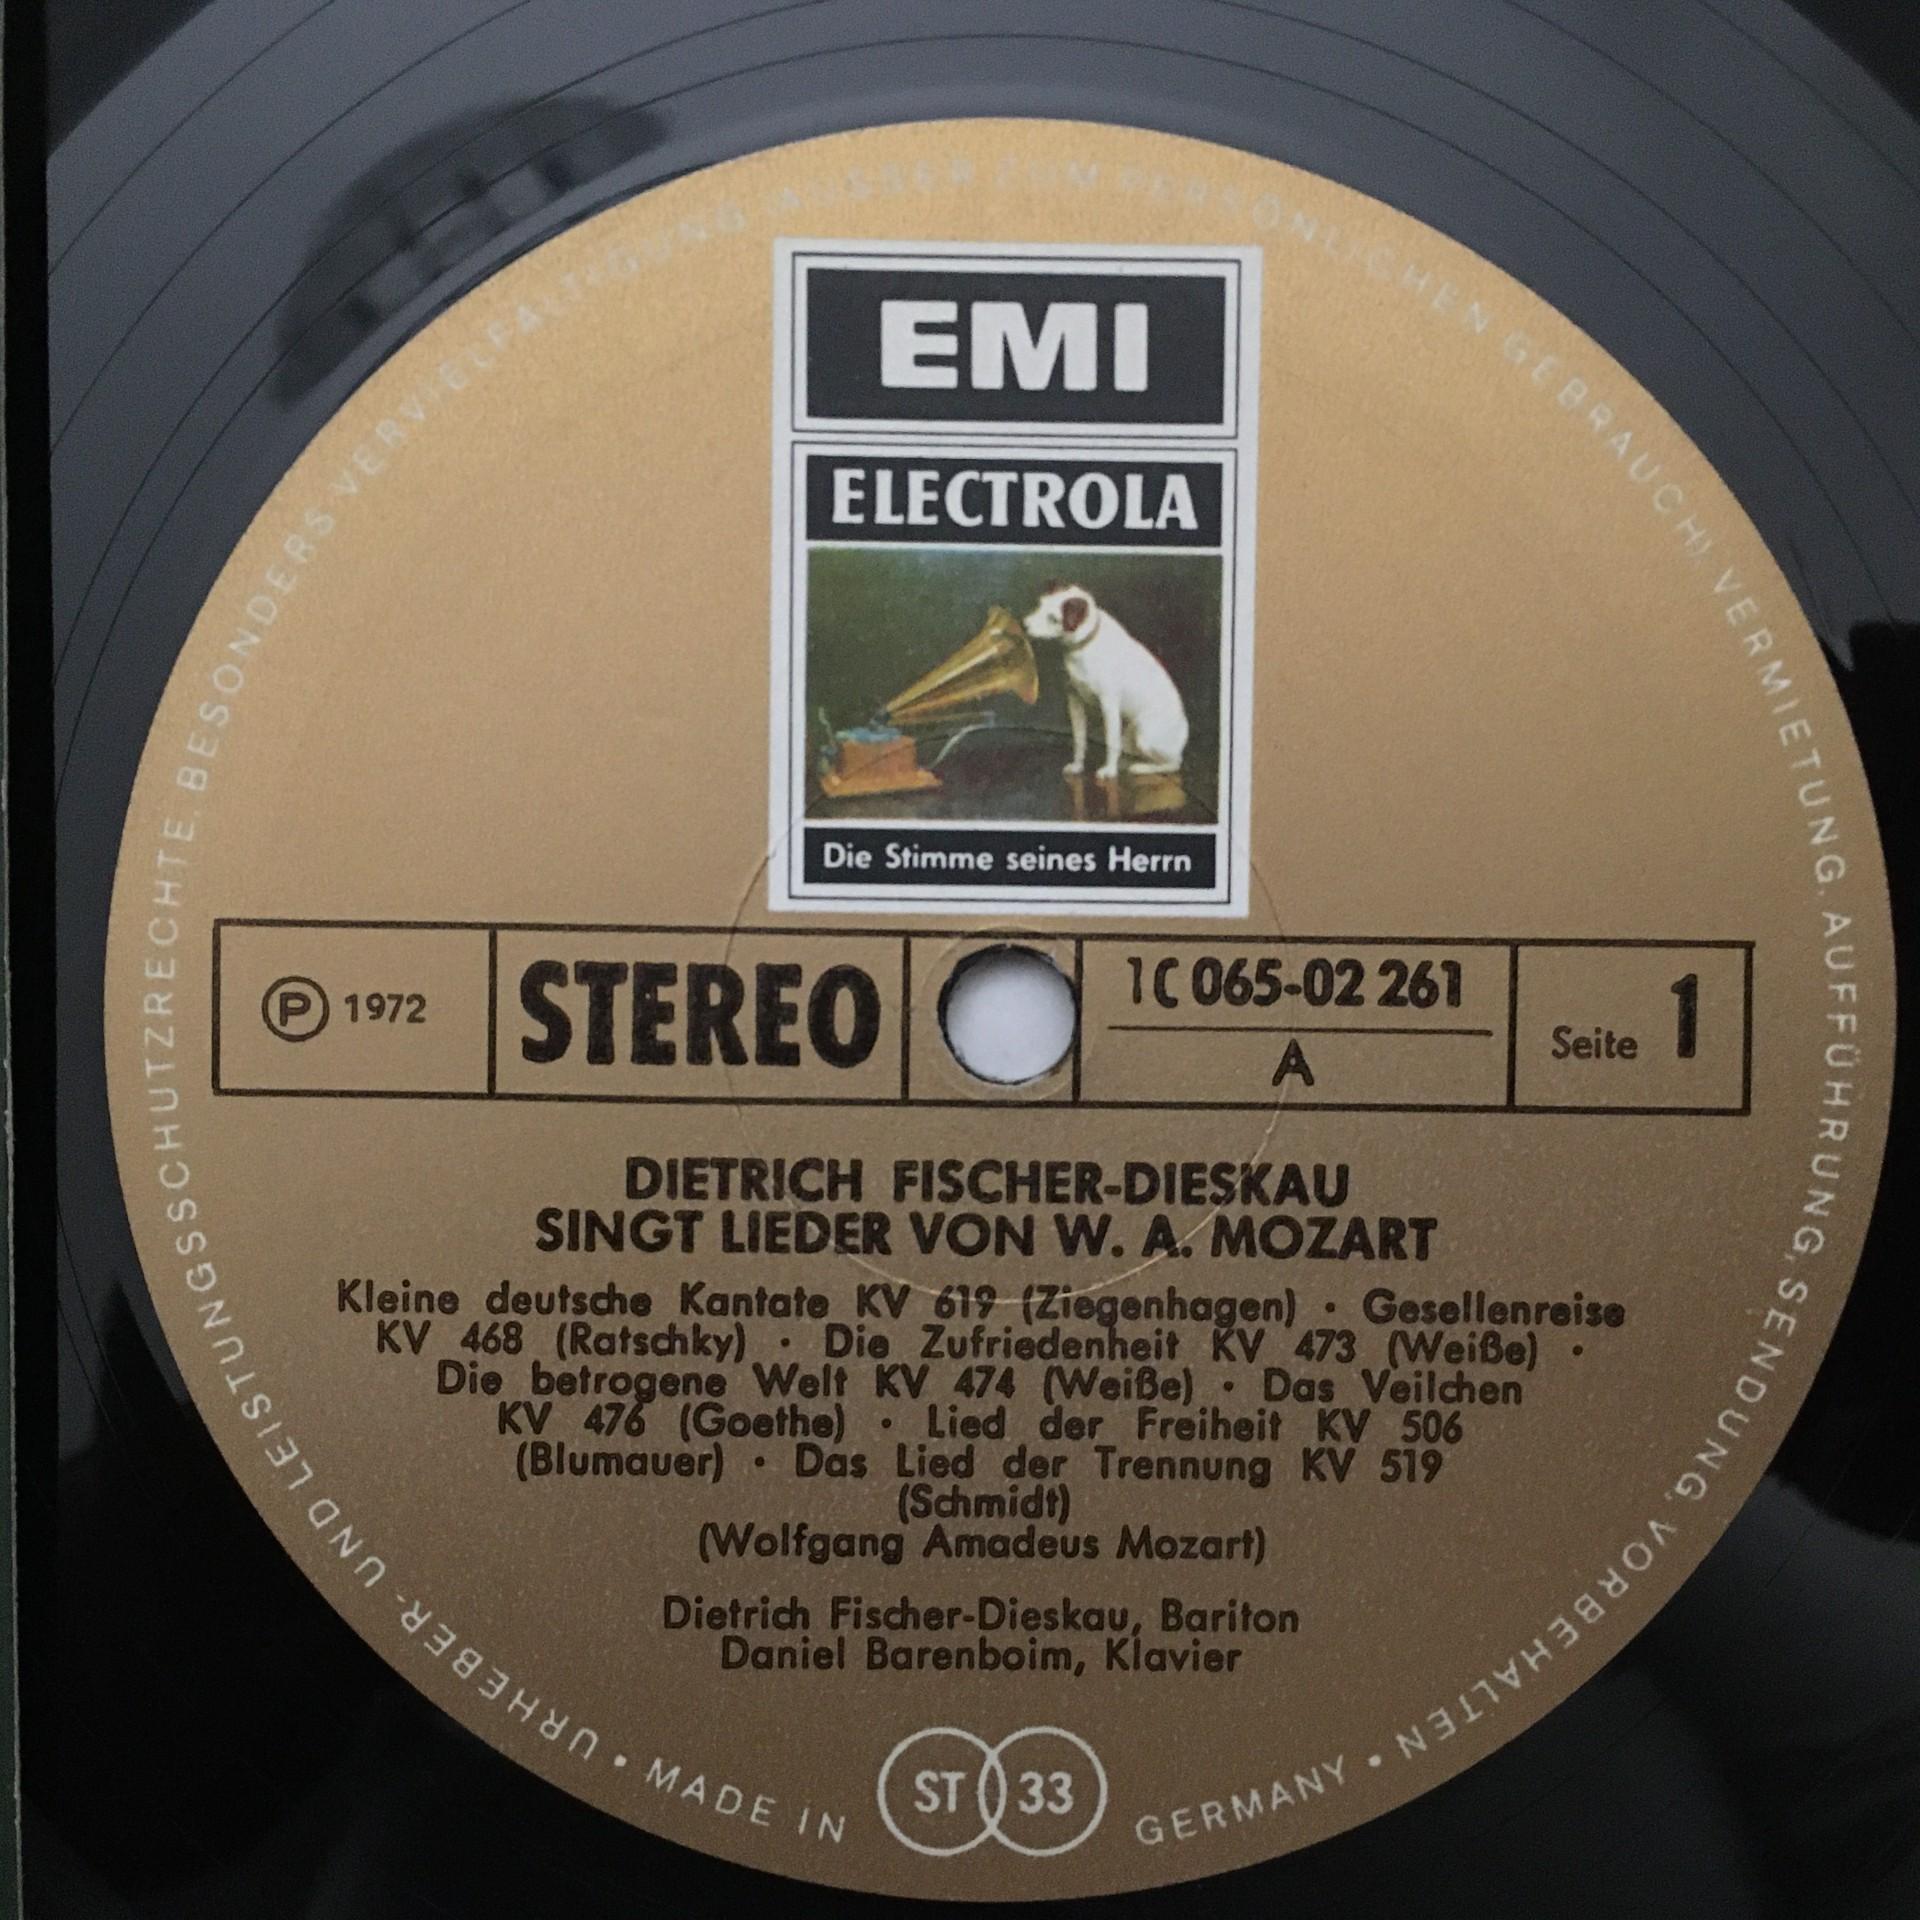 EMI
ELECTROLA
Die Stimme seines Herrn
Ⓟ 1972
STEREO
1C 065-02 261
A
Seite 1
DIETRICH FISCHER-DIESKAU
SINGT LIEDER VON W. A. MOZART
Kleine deutsche Kantate KV 619 (Ziegenhagen) · Gesellenreise
KV 468 (Ratschky) · Die Zufriedenheit KV 473 (Weiße) ·
Die betrogene Welt KV 474 (Weiße) · Das Veilchen
KV 476 (Goethe) · Lied der Freiheit KV 506
(Blumauer) · Das Lied der Trennung KV 519
(Schmidt)
(Wolfgang Amadeus Mozart)
Dietrich Fischer-Dieskau, Bariton
Daniel Barenboim, Klavier
ST 33
URHEBER- UND LEISTUNGSSCHUTZRECHTE, BESONDERS VERVIELFÄLTIGUNG (AUSSER ZUM PERSÖNLICHEN GEBRAUCH), VERMIETUNG, AUFFÜHRUNG, SENDUNG, VORBEHALTEN • MADE IN GERMANY •